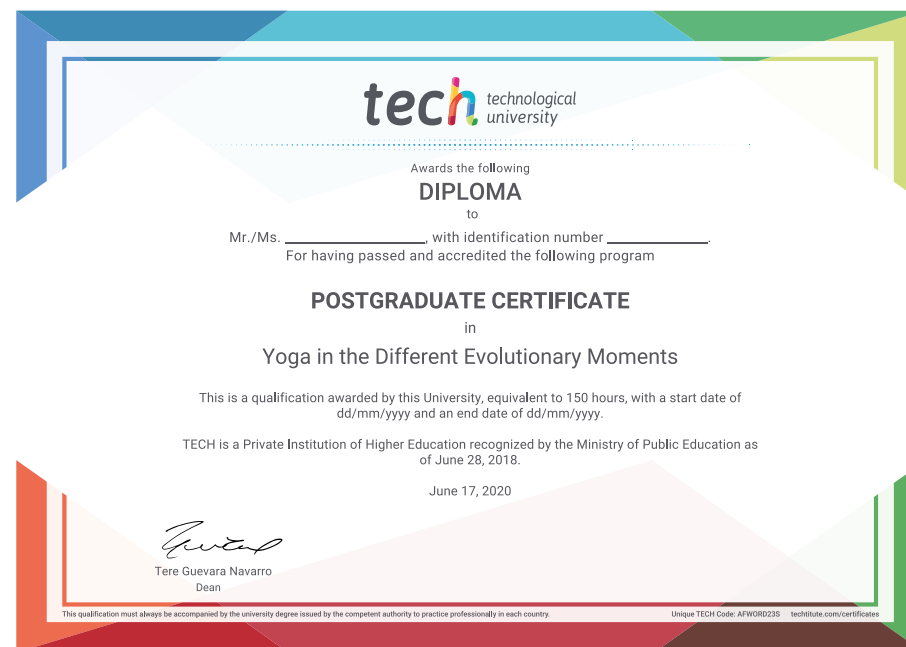 tech technological
university
Awards the following
DIPLOMA
to
Mr./Ms. ____________________, with identification number ______________.
For having passed and accredited the following program
POSTGRADUATE CERTIFICATE
in
Yoga in the Different Evolutionary Moments
This is a qualification awarded by this University, equivalent to 150 hours, with a start date of
dd/mm/yyyy and an end date of dd/mm/yyyy.
TECH is a Private Institution of Higher Education recognized by the Ministry of Public Education as
of June 28, 2018.
June 17, 2020
Tere Guevara Navarro
Dean
This qualification must always be accompanied by the university degree issued by the competent authority to practice professionally in each country. Unique TECH Code: AFWORD23S techtitute.com/certificates